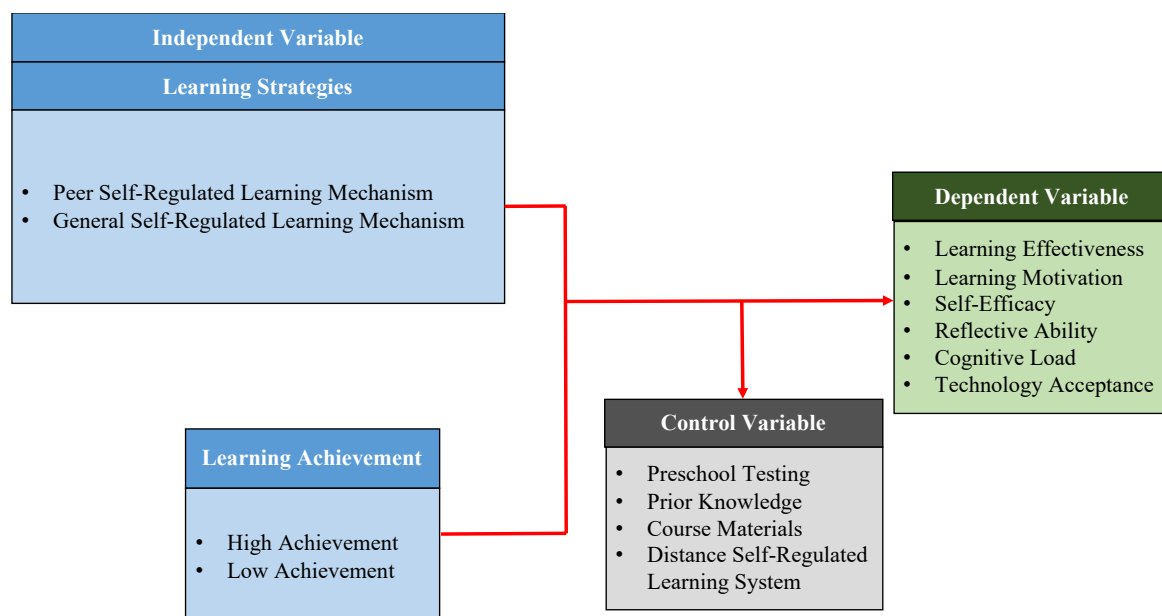 Independent Variable
Learning Strategies
• Peer Self-Regulated Learning Mechanism
• General Self-Regulated Learning Mechanism
Learning Achievement
• High Achievement
• Low Achievement
Control Variable
• Preschool Testing
• Prior Knowledge
• Course Materials
• Distance Self-Regulated
Learning System
Dependent Variable
• Learning Effectiveness
• Learning Motivation
• Self-Efficacy
• Reflective Ability
• Cognitive Load
• Technology Acceptance